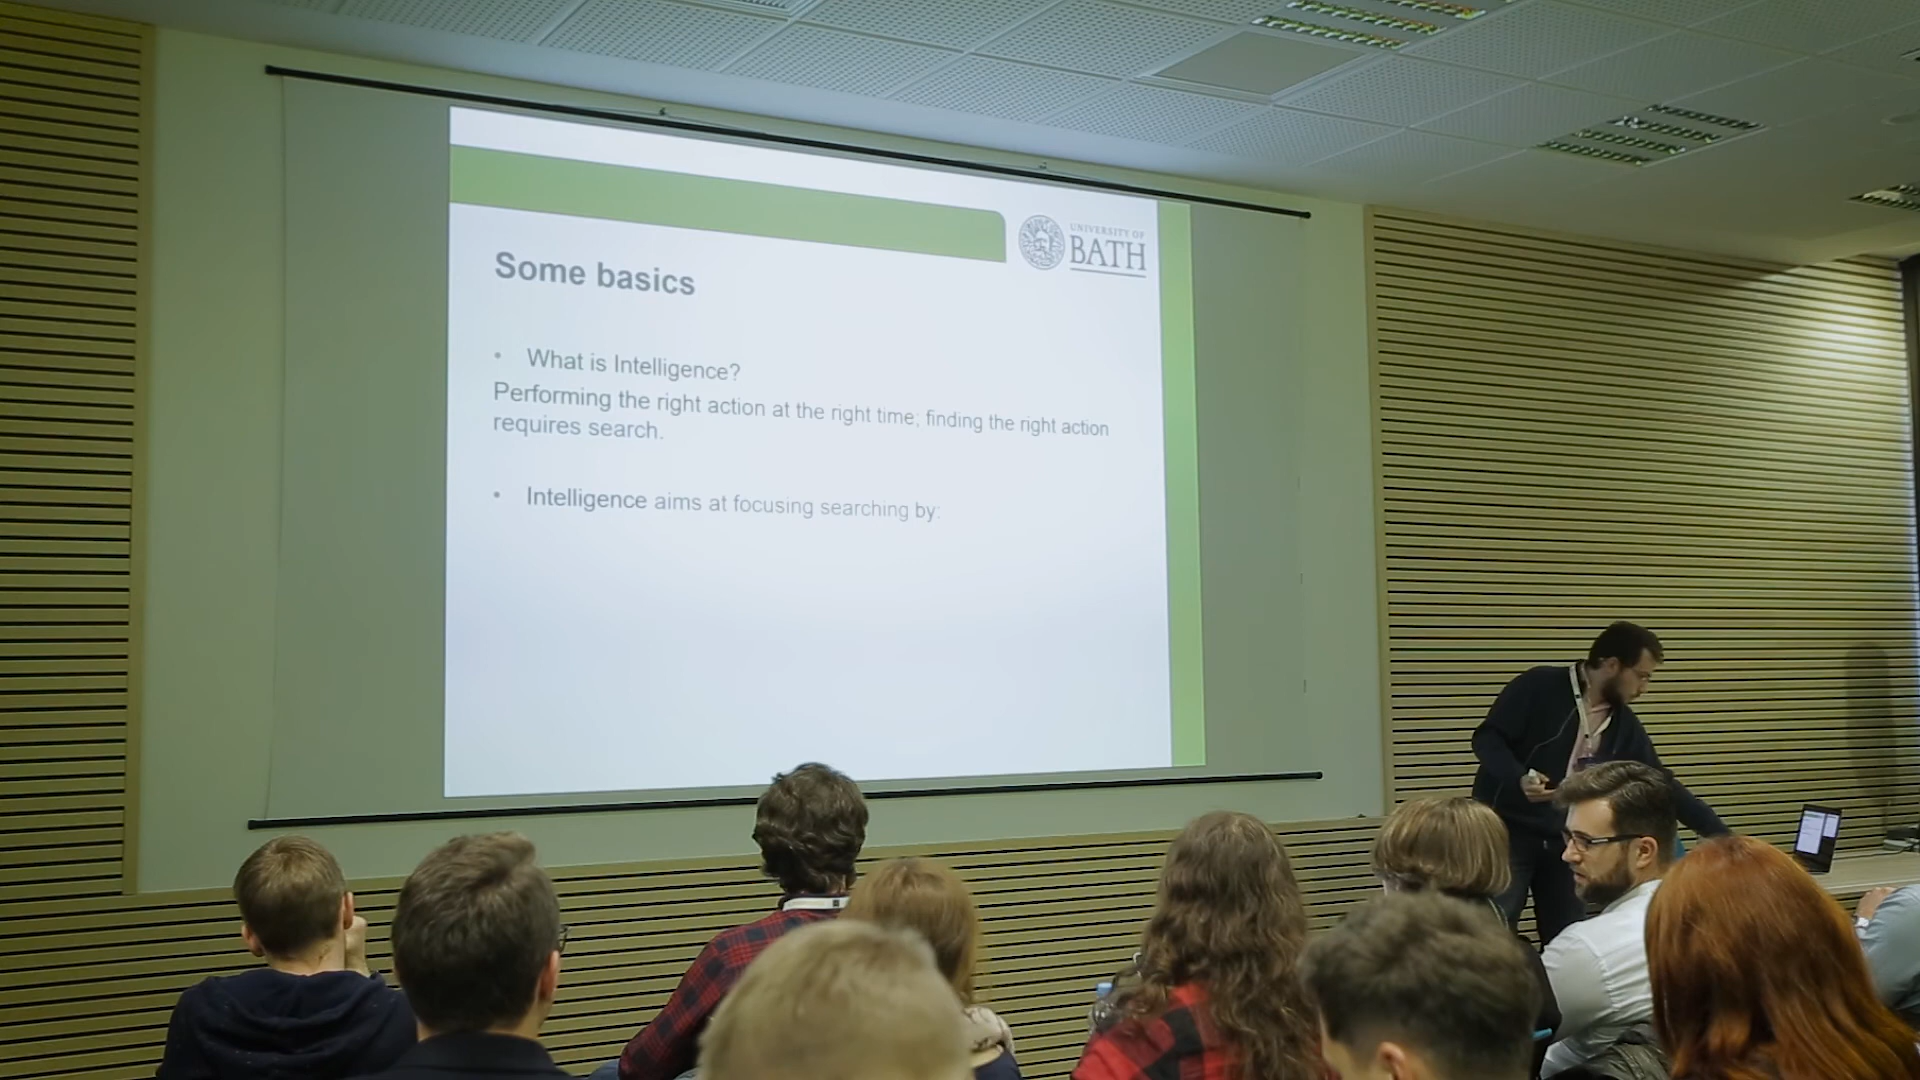 UNIVERSITY OF
BATH
Some basics
• What is Intelligence?
Performing the right action at the right time; finding the right action
requires search.
• Intelligence aims at focusing searching by: